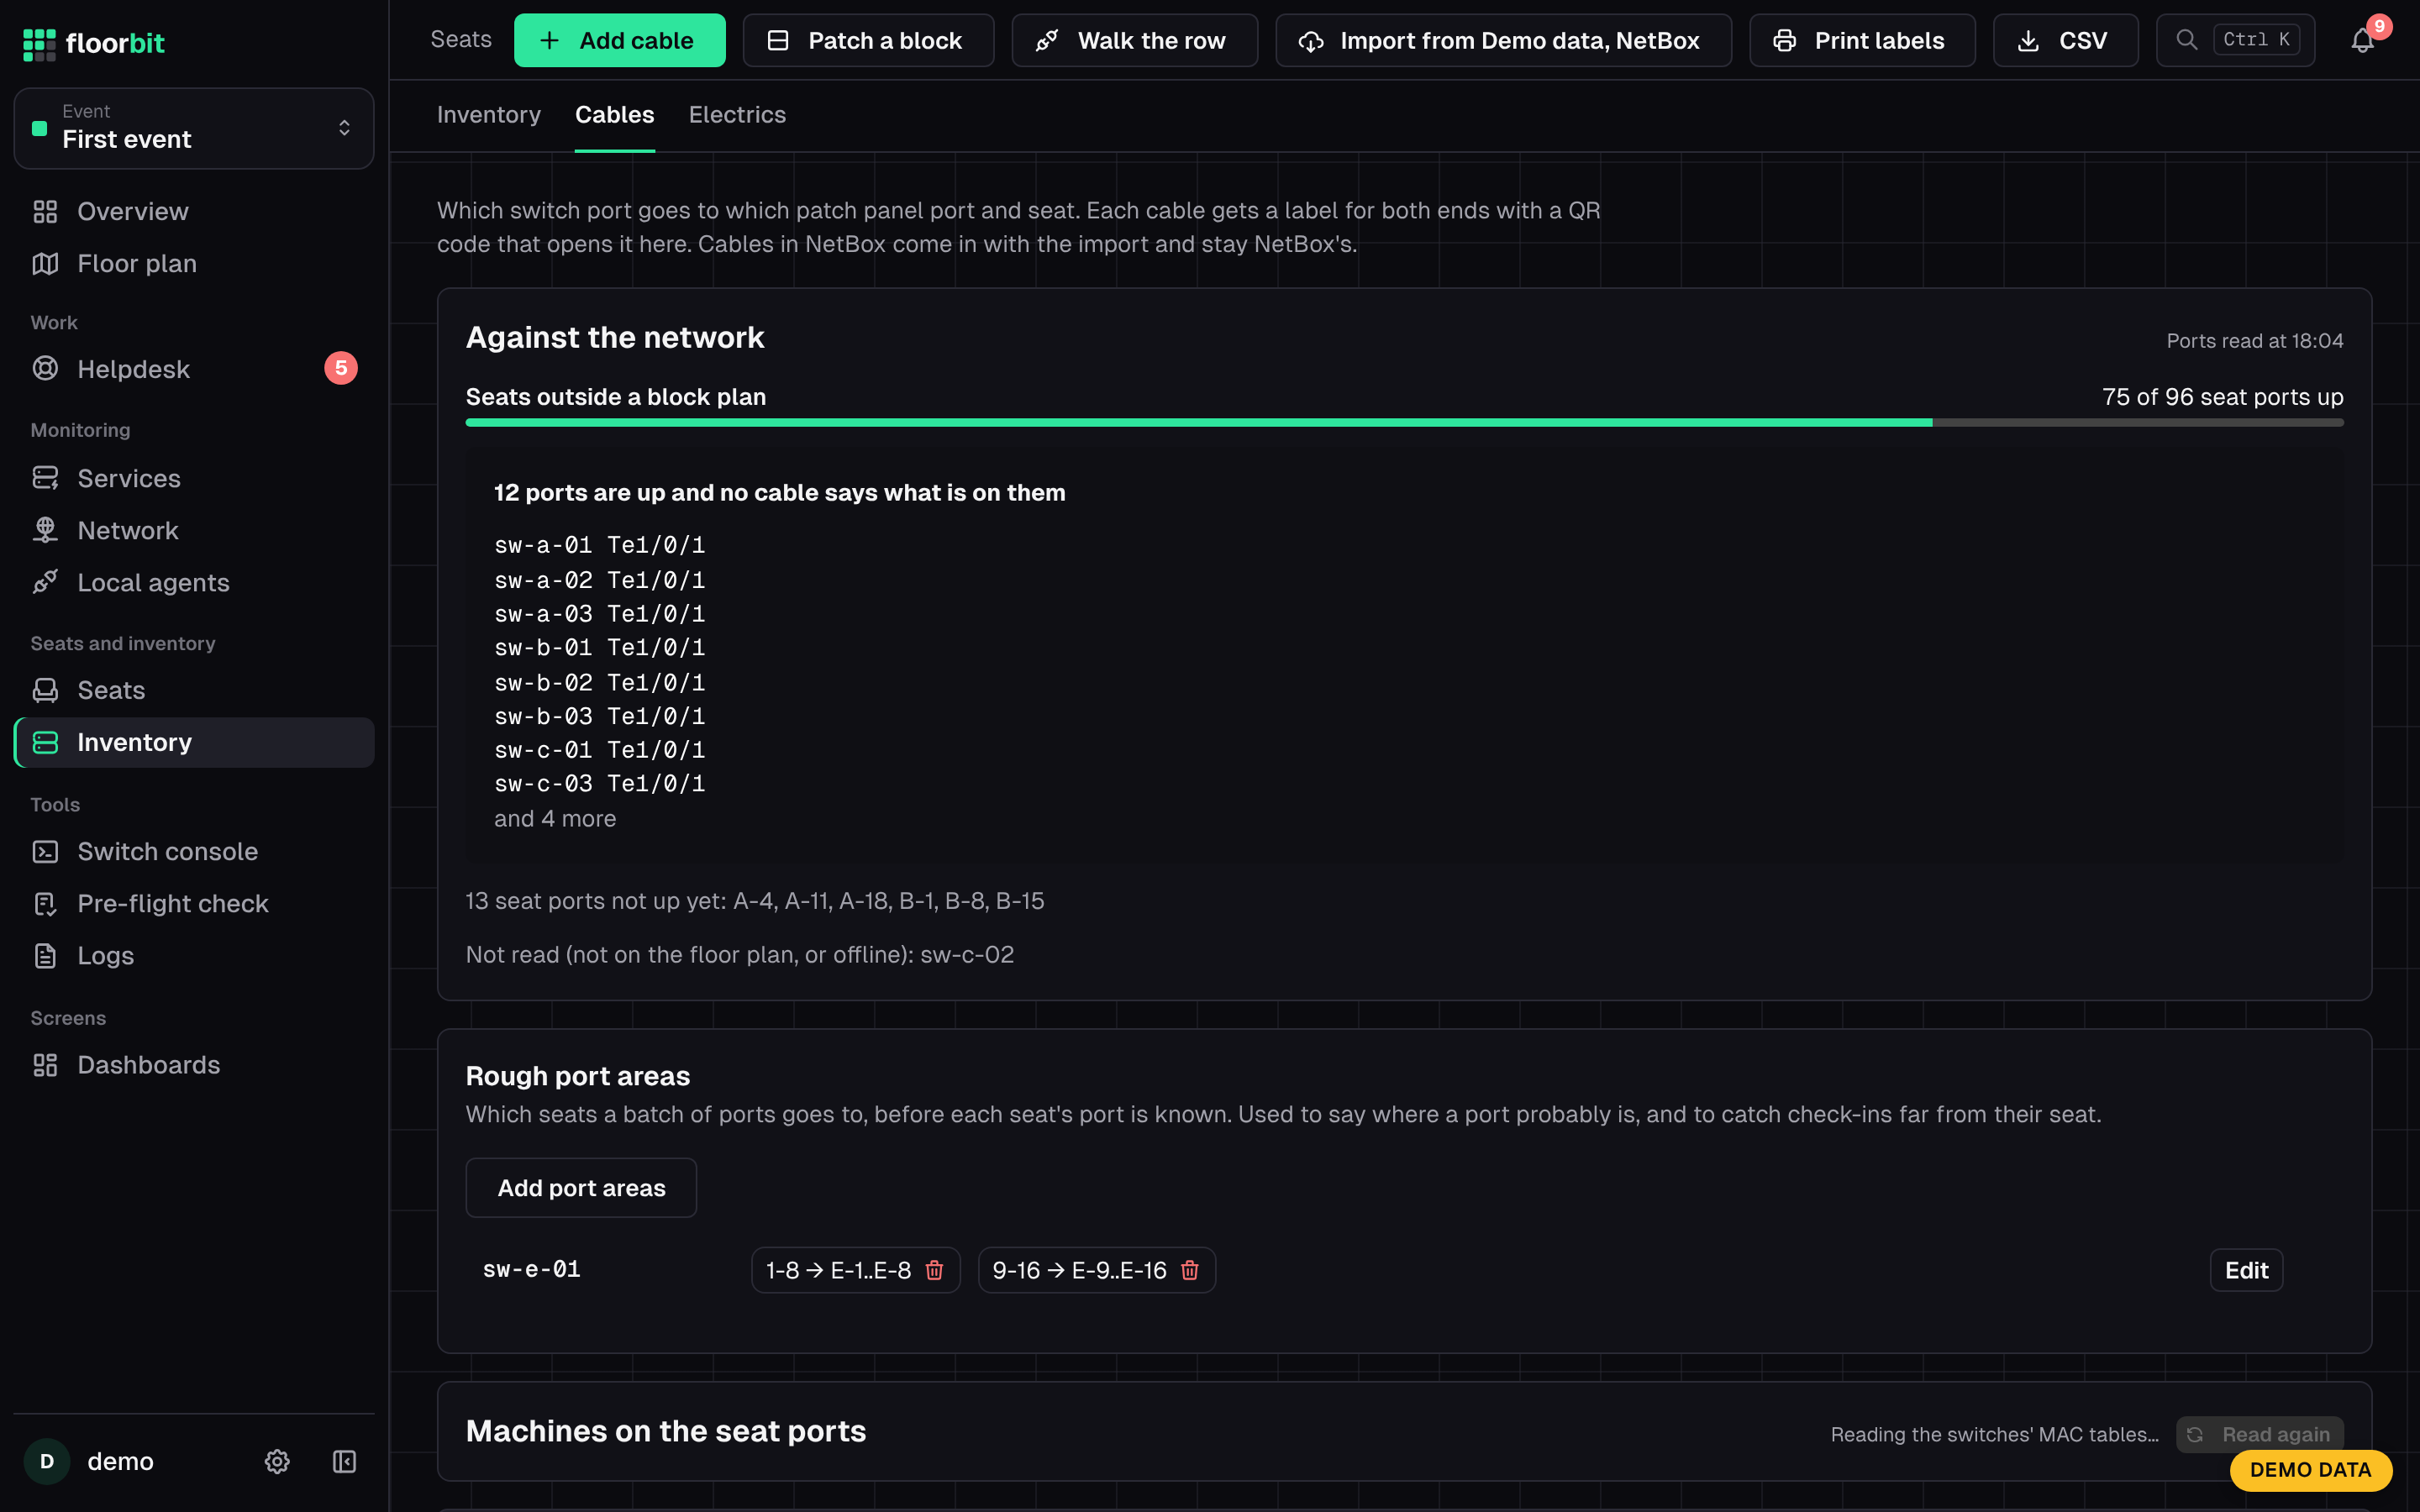 floorbit
Event
First event
Overview
Floor plan
Work
Helpdesk
5
Monitoring
Services
Network
Local agents
Seats and inventory
Seats
Inventory
Tools
Switch console
Pre-flight check
Logs
Screens
Dashboards
D
demo
Seats
Add cable
Patch a block
Walk the row
Import from Demo data, NetBox
Print labels
CSV
Ctrl K
9
Inventory
Cables
Electrics
Which switch port goes to which patch panel port and seat. Each cable gets a label for both ends with a QR
code that opens it here. Cables in NetBox come in with the import and stay NetBox's.
Against the network
Ports read at 18:04
Seats outside a block plan
75 of 96 seat ports up
12 ports are up and no cable says what is on them
sw-a-01 Te1/0/1
sw-a-02 Te1/0/1
sw-a-03 Te1/0/1
sw-b-01 Te1/0/1
sw-b-02 Te1/0/1
sw-b-03 Te1/0/1
sw-c-01 Te1/0/1
sw-c-03 Te1/0/1
and 4 more
13 seat ports not up yet: A-4, A-11, A-18, B-1, B-8, B-15
Not read (not on the floor plan, or offline): sw-c-02
Rough port areas
Which seats a batch of ports goes to, before each seat's port is known. Used to say where a port probably is, and to catch check-ins far from their seat.
Add port areas
sw-e-01
1-8 → E-1..E-8
9-16 → E-9..E-16
Edit
Machines on the seat ports
Reading the switches' MAC tables…
Read again
DEMO DATA